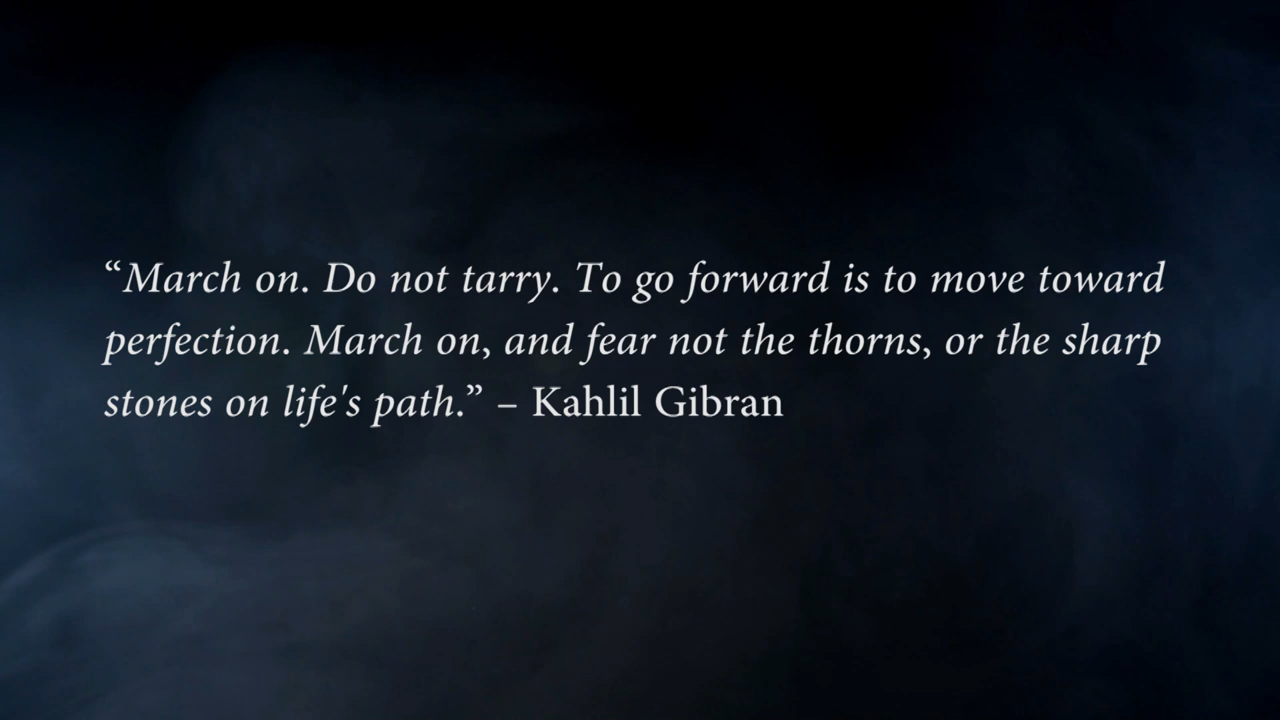 “March on. Do not tarry. To go forward is to move toward
perfection. March on, and fear not the thorns, or the sharp
stones on life's path.” – Kahlil Gibran